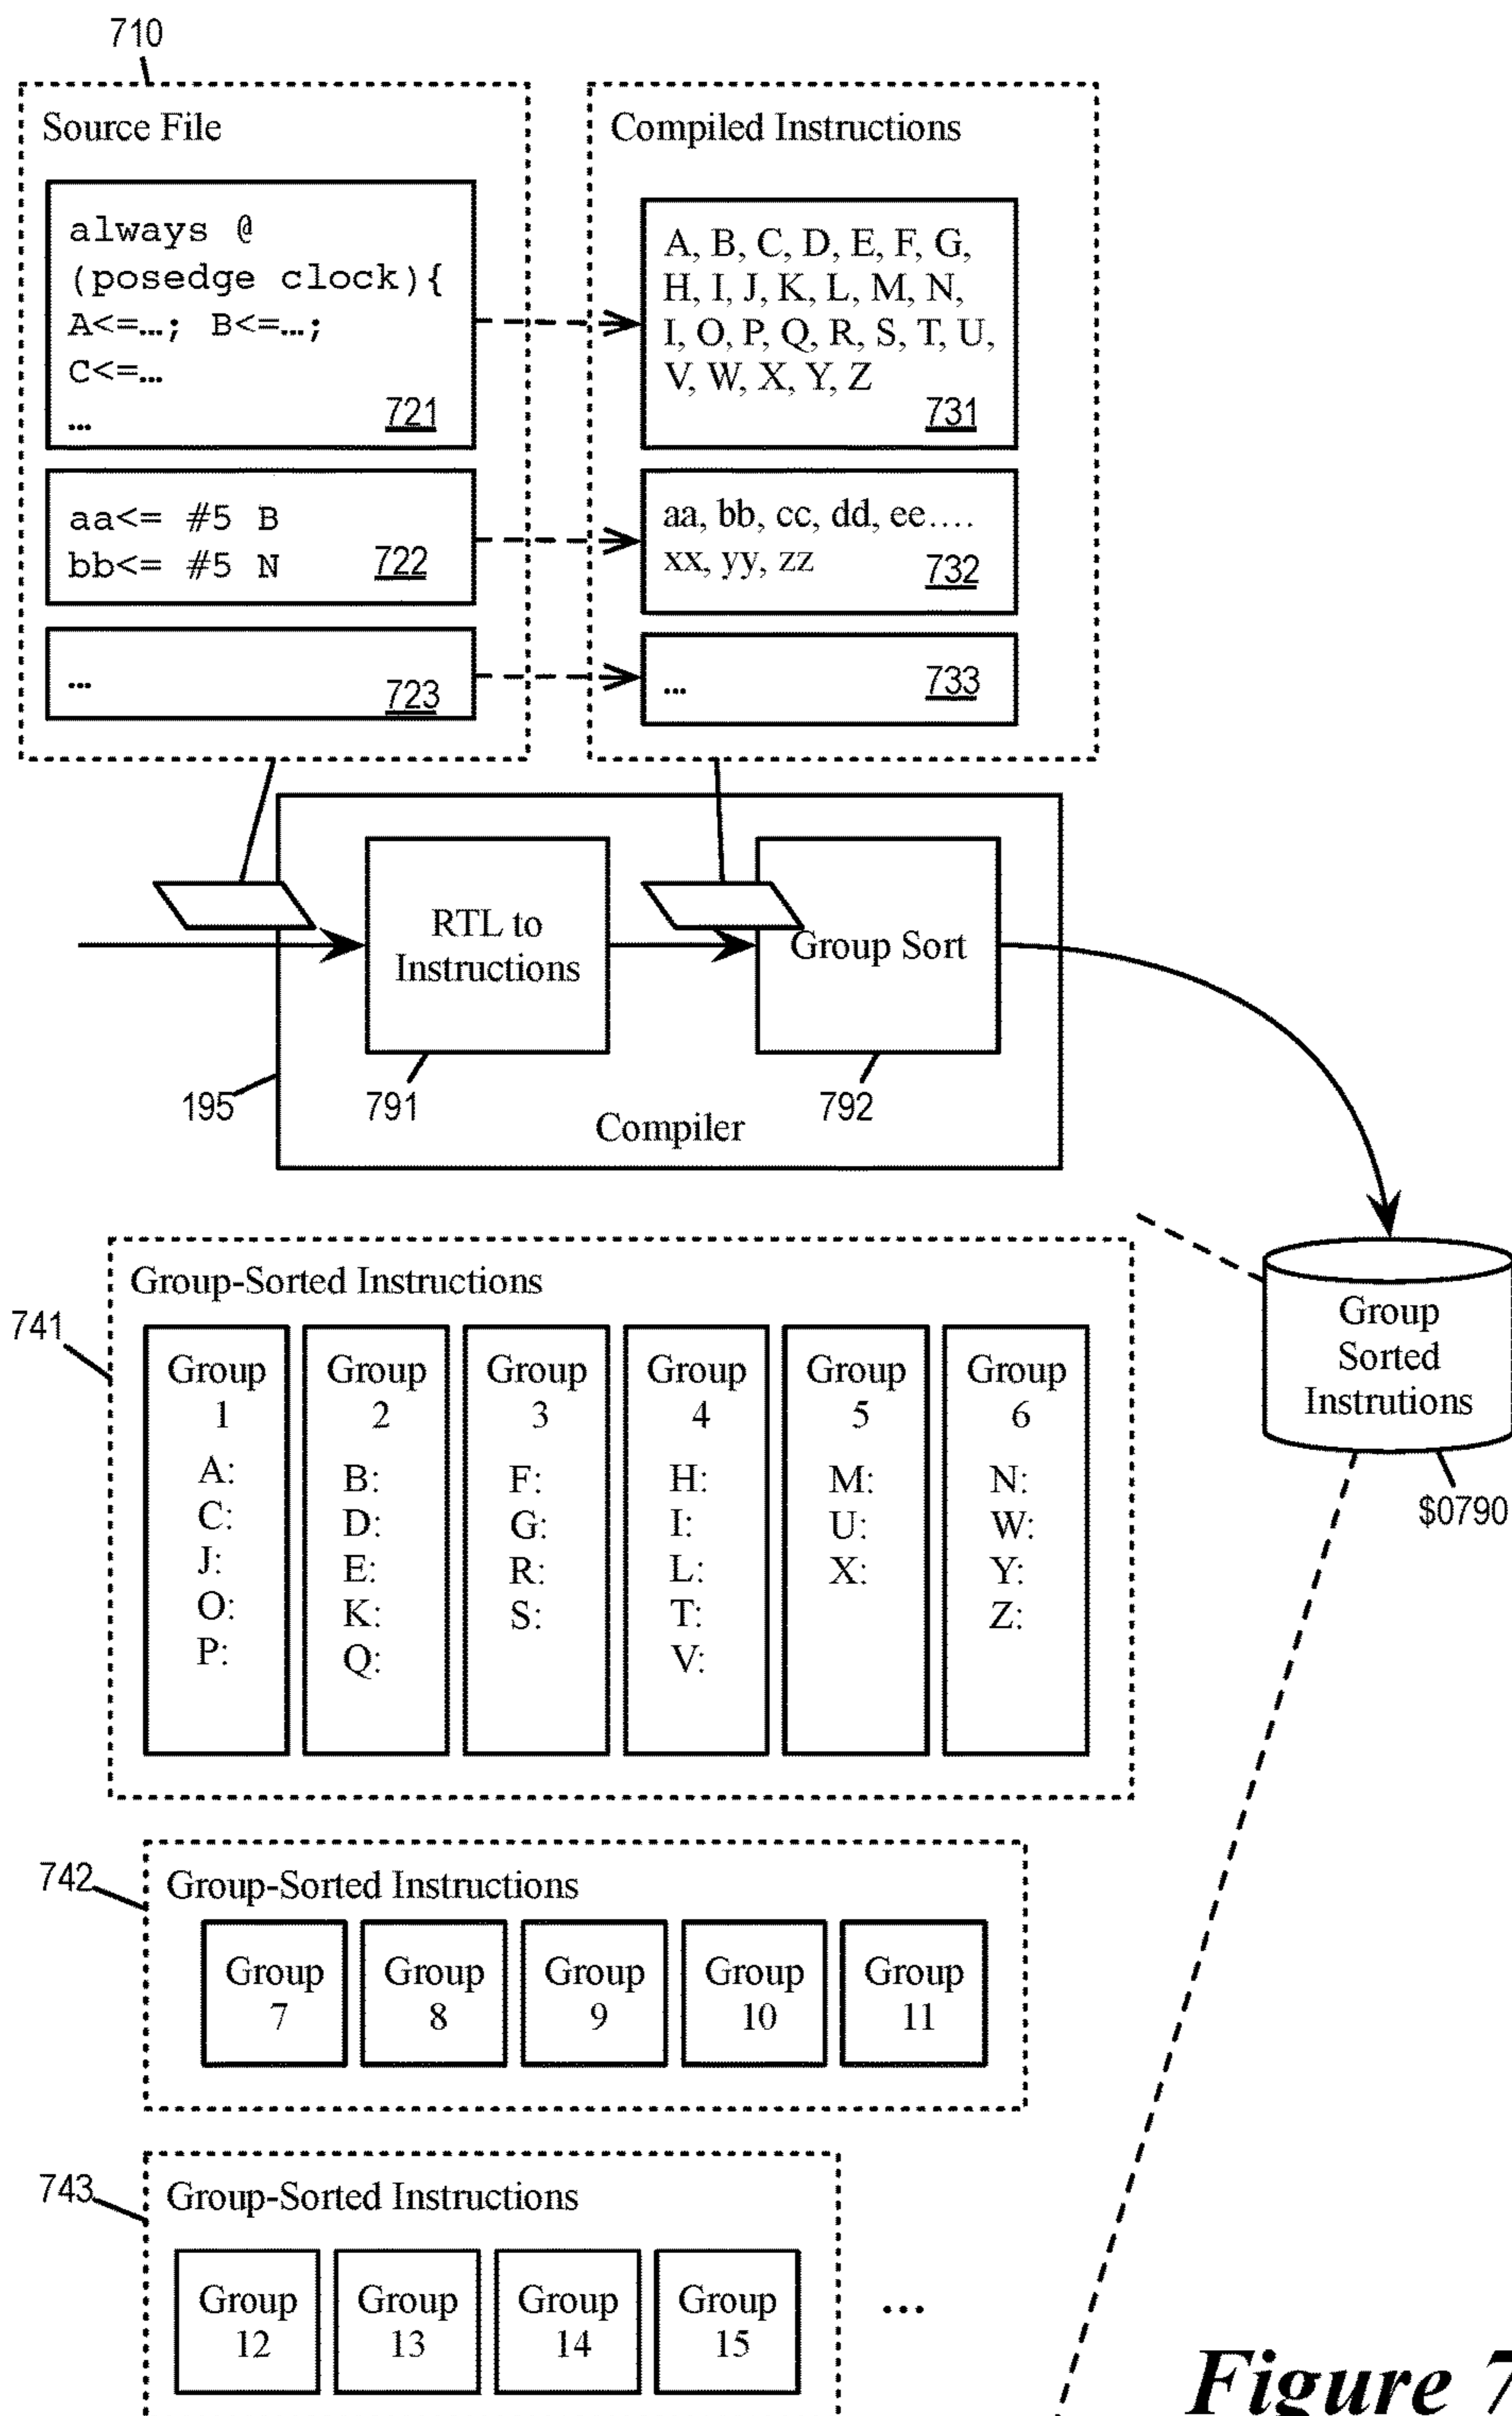 710
Source File
always @
(posedge clock){
A<=…; B<=…;
C<=…
…
721
aa<= #5 B
bb<= #5 N
722
…
723
Compiled Instructions
A, B, C, D, E, F, G,
H, I, J, K, L, M, N,
I, O, P, Q, R, S, T, U,
V, W, X, Y, Z
731
aa, bb, cc, dd, ee….
xx, yy, zz
732
…
733
RTL to
Instructions
Group Sort
195
791
792
Compiler
Group
Sorted
Instrutions
$0790
741
Group-Sorted Instructions
Group
1
A:
C:
J:
O:
P:
Group
2
B:
D:
E:
K:
Q:
Group
3
F:
G:
R:
S:
Group
4
H:
I:
L:
T:
V:
Group
5
M:
U:
X:
Group
6
N:
W:
Y:
Z:
742
Group-Sorted Instructions
Group
7
Group
8
Group
9
Group
10
Group
11
743
Group-Sorted Instructions
Group
12
Group
13
Group
14
Group
15
...
Figure 7